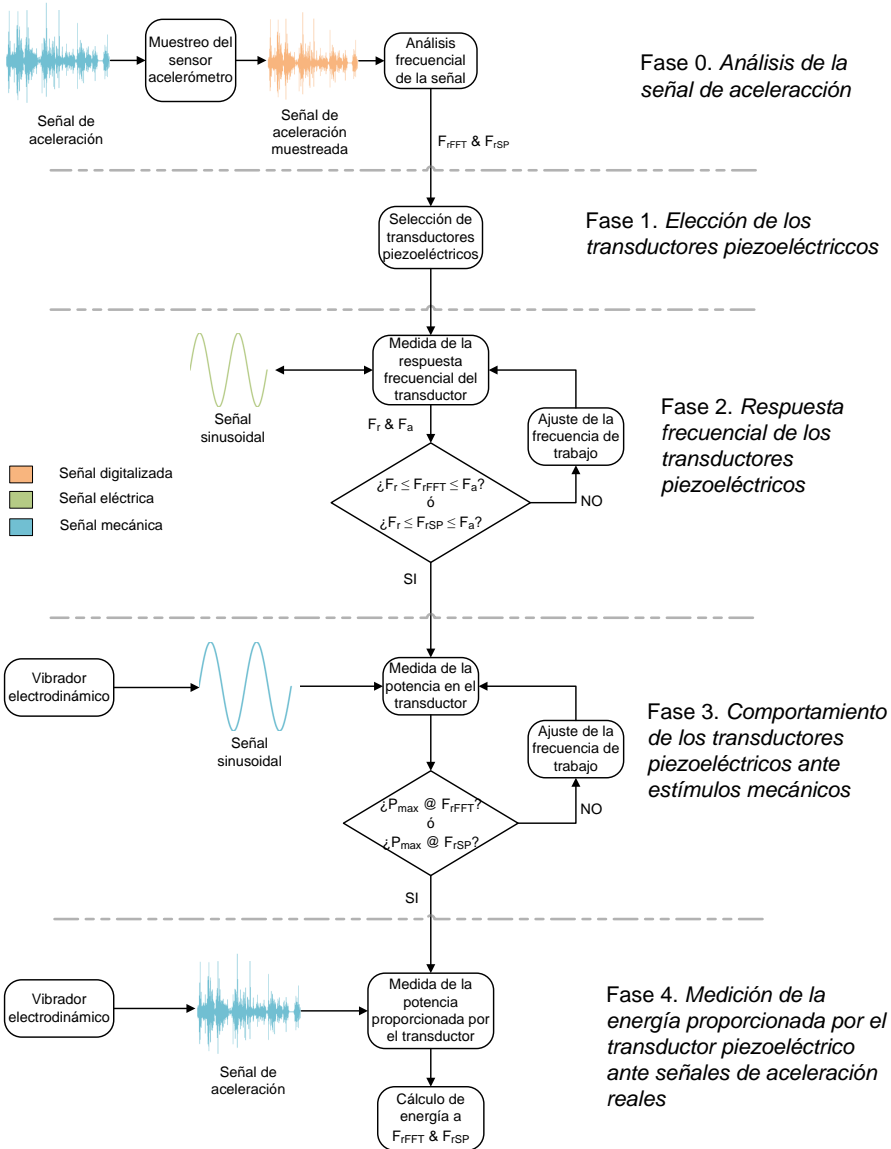 Muestreo del
sensor
acelerómetro
Análisis
frecuencial
de la señal
Fase 0. Análisis de la
señal de aceleracción
Señal de
aceleración
Señal de
aceleración
muestreada
FrFFT & FrSP
Selección de
transductores
piezoeléctricos
Fase 1. Elección de los
transductores piezoeléctriccos
Medida de la
respuesta
frecuencial del
transductor
Señal
sinusoidal
Fr & Fa
Ajuste de la
frecuencia de
trabajo
Fase 2. Respuesta
frecuencial de los
transductores
piezoeléctricos
Señal digitalizada
Señal eléctrica
Señal mecánica
¿Fr ≤ FrFFT ≤ Fa?
ó
¿Fr ≤ FrSP ≤ Fa?
NO
SI
Vibrador
electrodinámico
Señal
sinusoidal
Medida de la
potencia en el
transductor
Ajuste de la
frecuencia de
trabajo
Fase 3. Comportamiento
de los transductores
piezoeléctricos ante
estímulos mecánicos
¿Pmax @ FrFFT?
ó
¿Pmax @ FrSP?
NO
SI
Vibrador
electrodinámico
Señal de
aceleración
Medida de la
potencia
proporcionada por
el transductor
Fase 4. Medición de la
energía proporcionada por el
transductor piezoeléctrico
ante señales de aceleración
reales
Cálculo de
energía a
FrFFT & FrSP